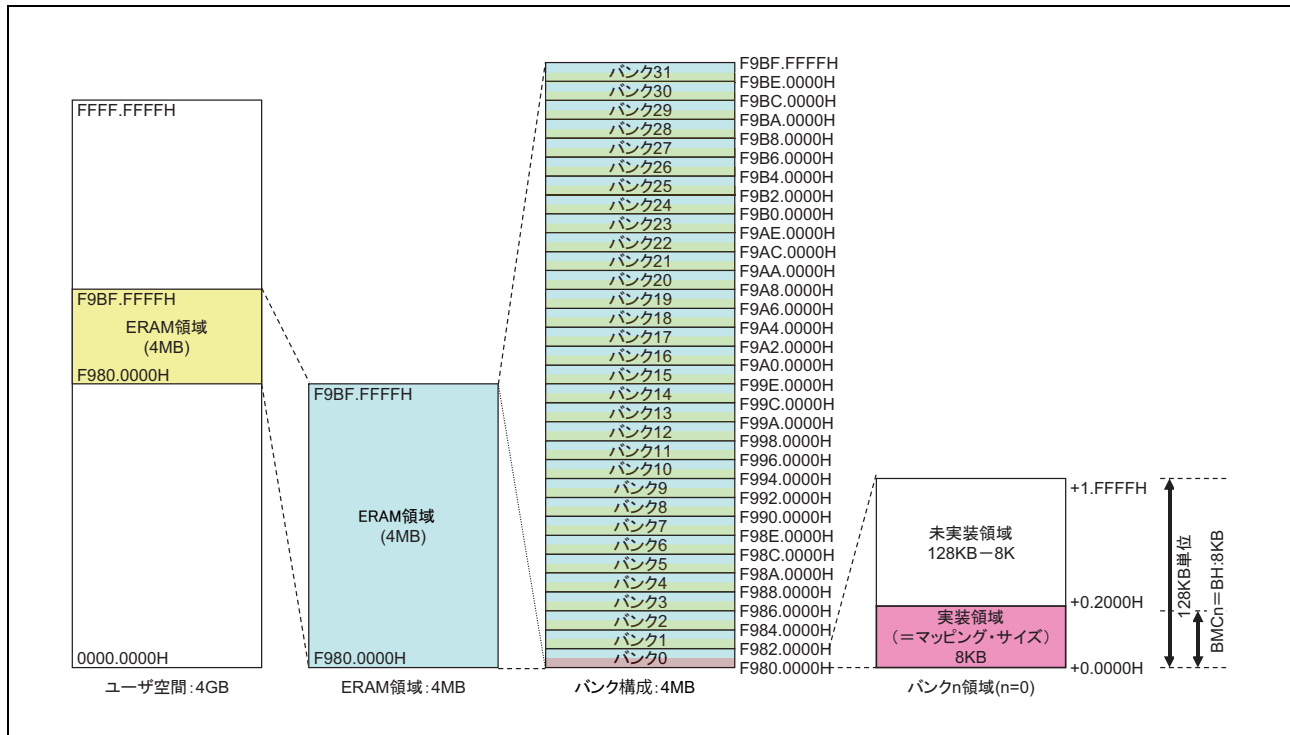 FFFF.FFFFH
F9BF.FFFFH
ERAM領域
(4MB)
F980.0000H
0000.0000H
ユーザ空間:4GB
F9BF.FFFFH
ERAM領域
(4MB)
F980.0000H
ERAM領域:4MB
バンク31
バンク30
バンク29
バンク28
バンク27
バンク26
バンク25
バンク24
バンク23
バンク22
バンク21
バンク20
バンク19
バンク18
バンク17
バンク16
バンク15
バンク14
バンク13
バンク12
バンク11
バンク10
バンク9
バンク8
バンク7
バンク6
バンク5
バンク4
バンク3
バンク2
バンク1
バンク0
F9BF.FFFFH
F9BE.0000H
F9BC.0000H
F9BA.0000H
F9B8.0000H
F9B6.0000H
F9B4.0000H
F9B2.0000H
F9B0.0000H
F9AE.0000H
F9AC.0000H
F9AA.0000H
F9A8.0000H
F9A6.0000H
F9A4.0000H
F9A2.0000H
F9A0.0000H
F99E.0000H
F99C.0000H
F99A.0000H
F998.0000H
F996.0000H
F994.0000H
F992.0000H
F990.0000H
F98E.0000H
F98C.0000H
F98A.0000H
F988.0000H
F986.0000H
F984.0000H
F982.0000H
F980.0000H
バンク構成:4MB
未実装領域
128KB-8K
実装領域
(=マッピング・サイズ)
8KB
+1.FFFFH
+0.2000H
+0.0000H
128KB単位
BMCn=BH:8KB
バンクn領域(n=0)